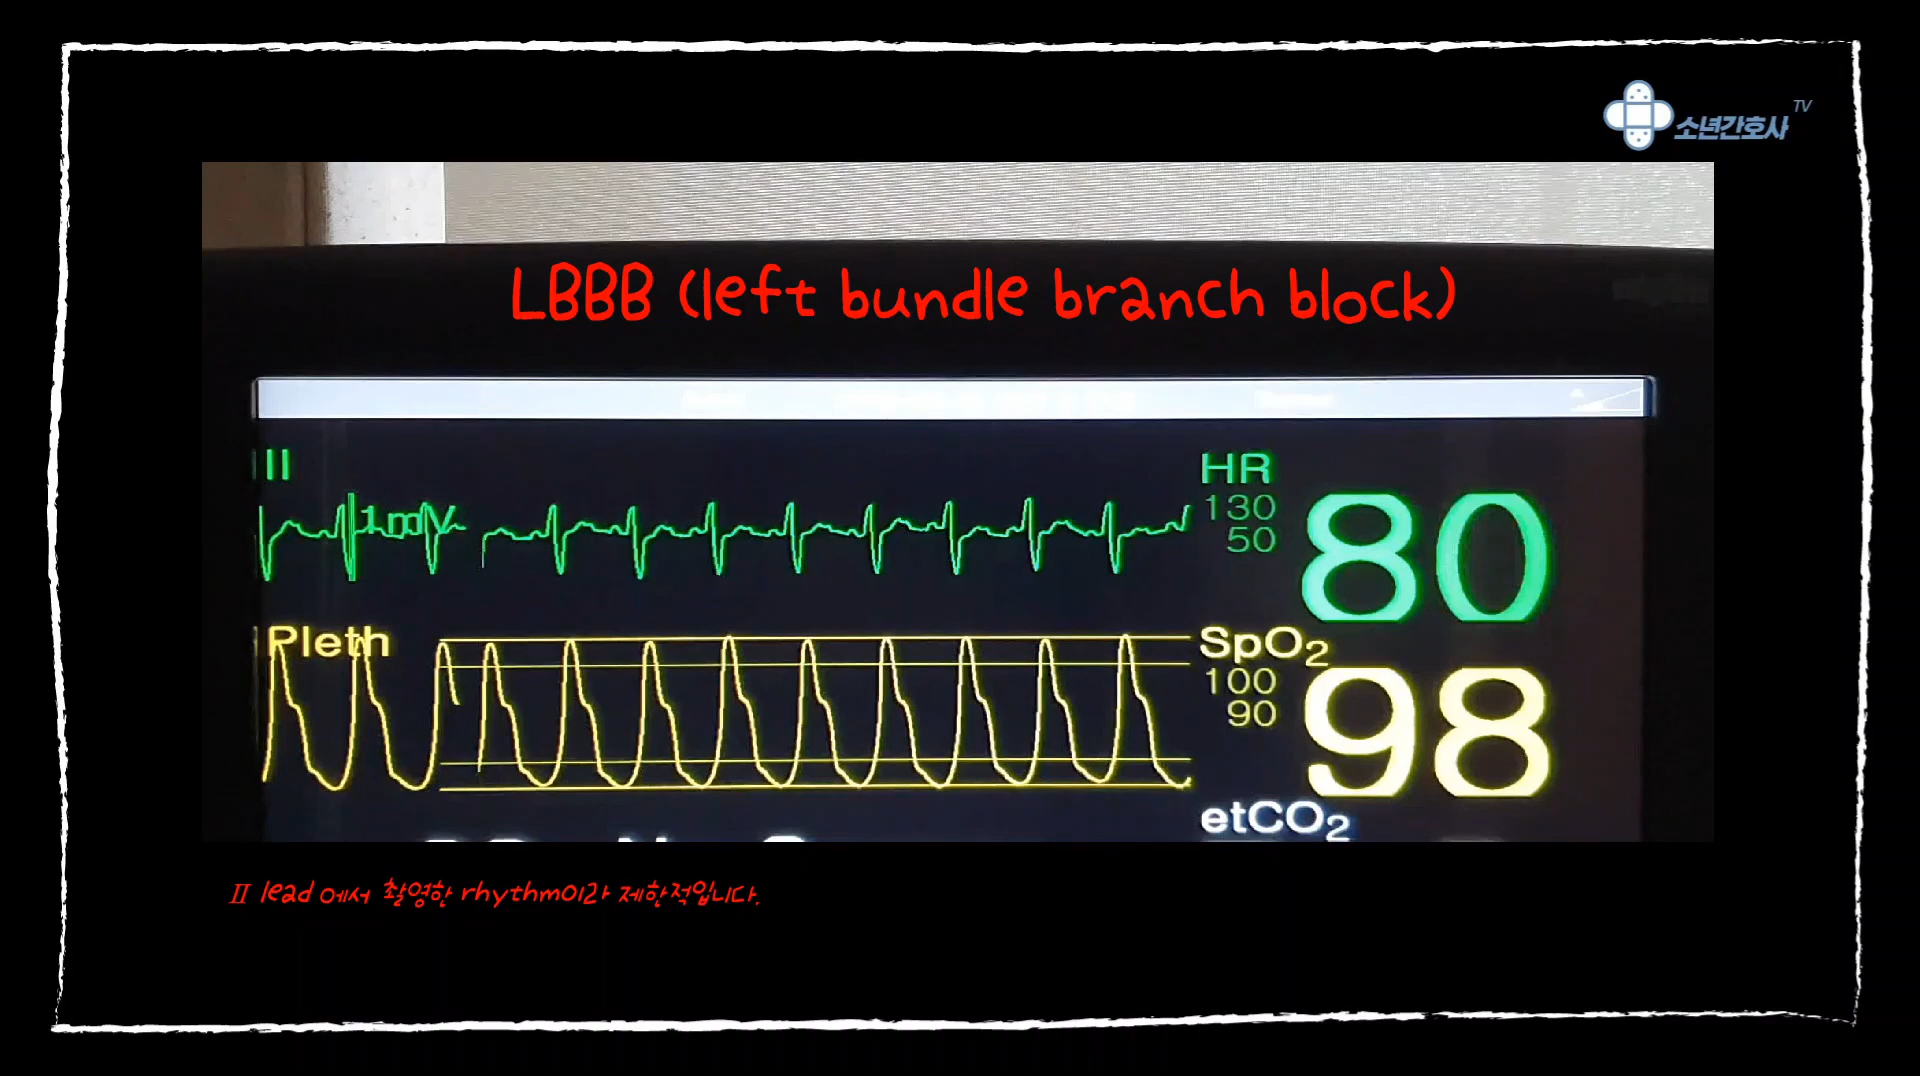 소년간호사 TV
LBBB (left bundle branch block)
II
1mV
HR
130
50
80
Pleth
SpO₂
100
90
98
etCO₂
Ⅱ lead 에서 촬영한 rhythm이라 제한적입니다.